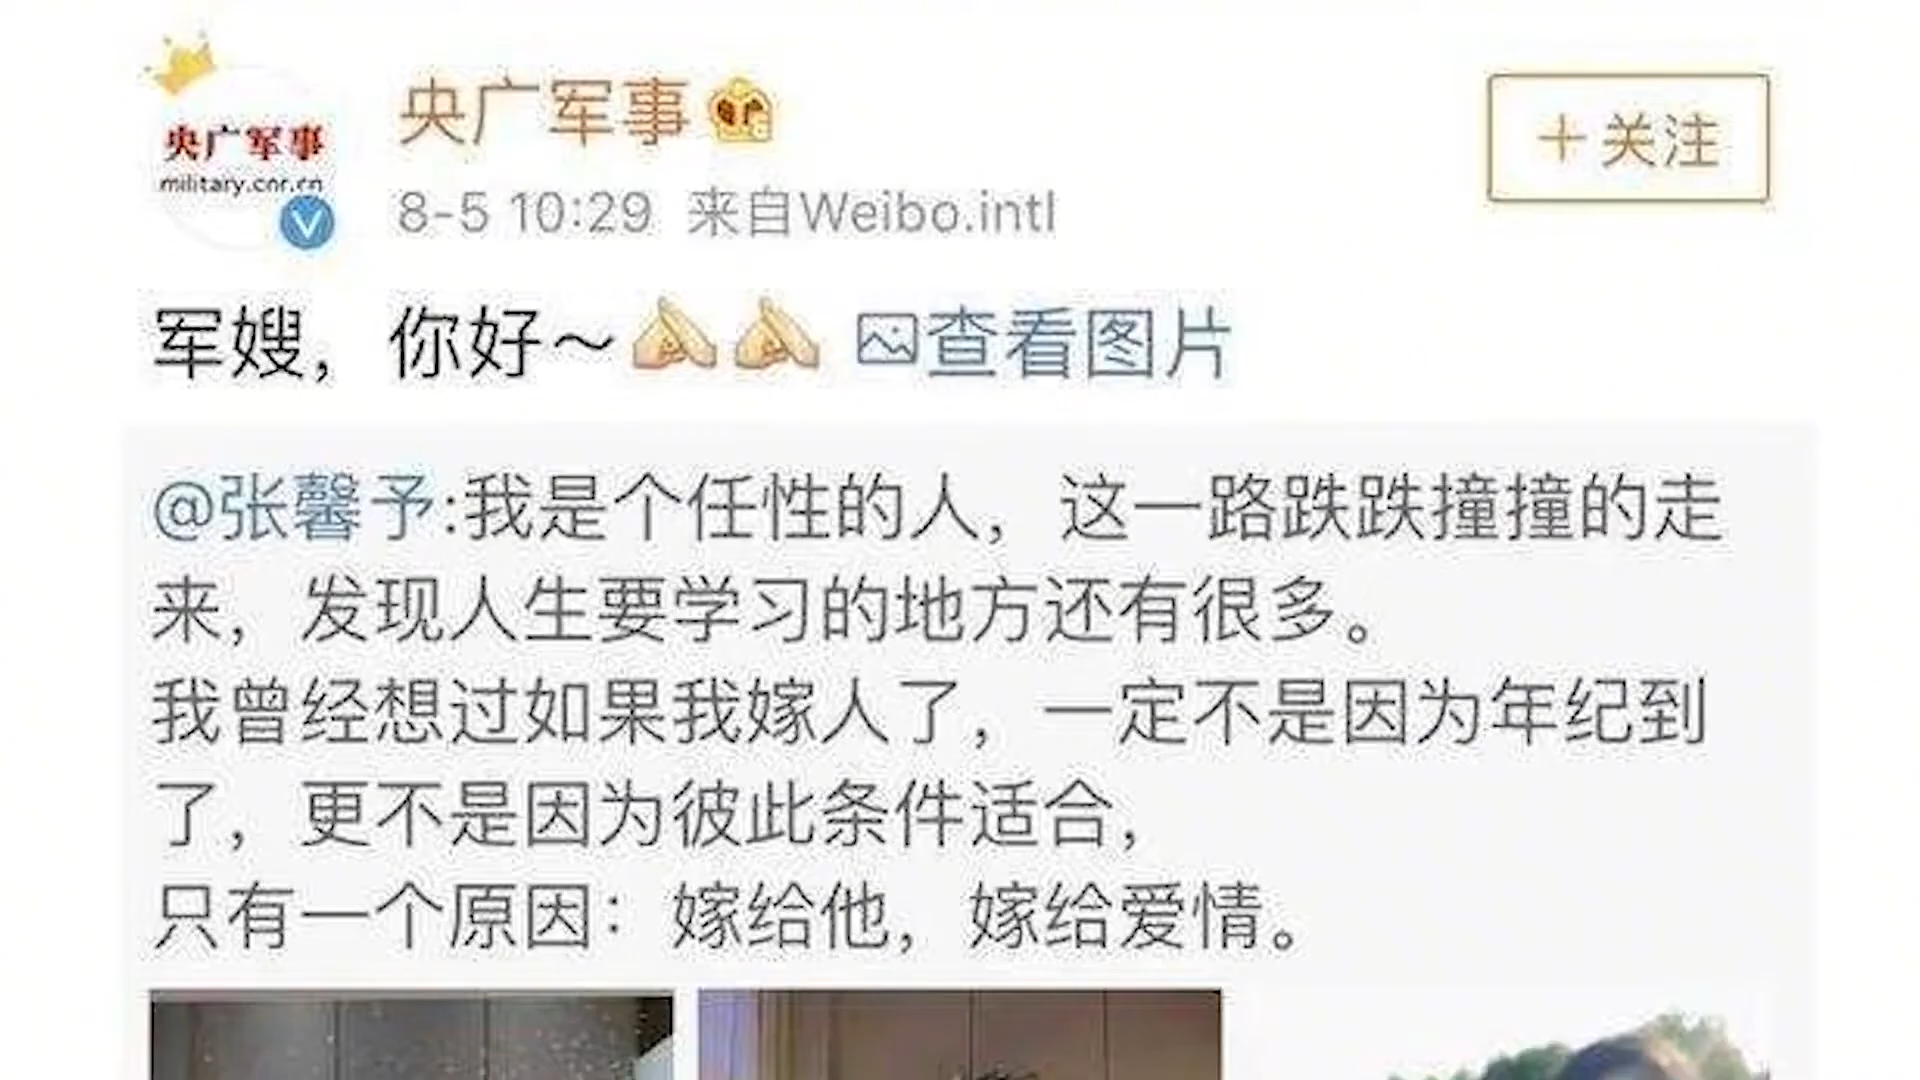 央广军事
military.cnr.cn
央广军事
+关注
8-5 10:29 来自Weibo.intl
军嫂，你好～ 查看图片
@张馨予:我是个任性的人，这一路跌跌撞撞的走
来，发现人生要学习的地方还有很多。
我曾经想过如果我嫁人了，一定不是因为年纪到
了，更不是因为彼此条件适合，
只有一个原因：嫁给他，嫁给爱情。